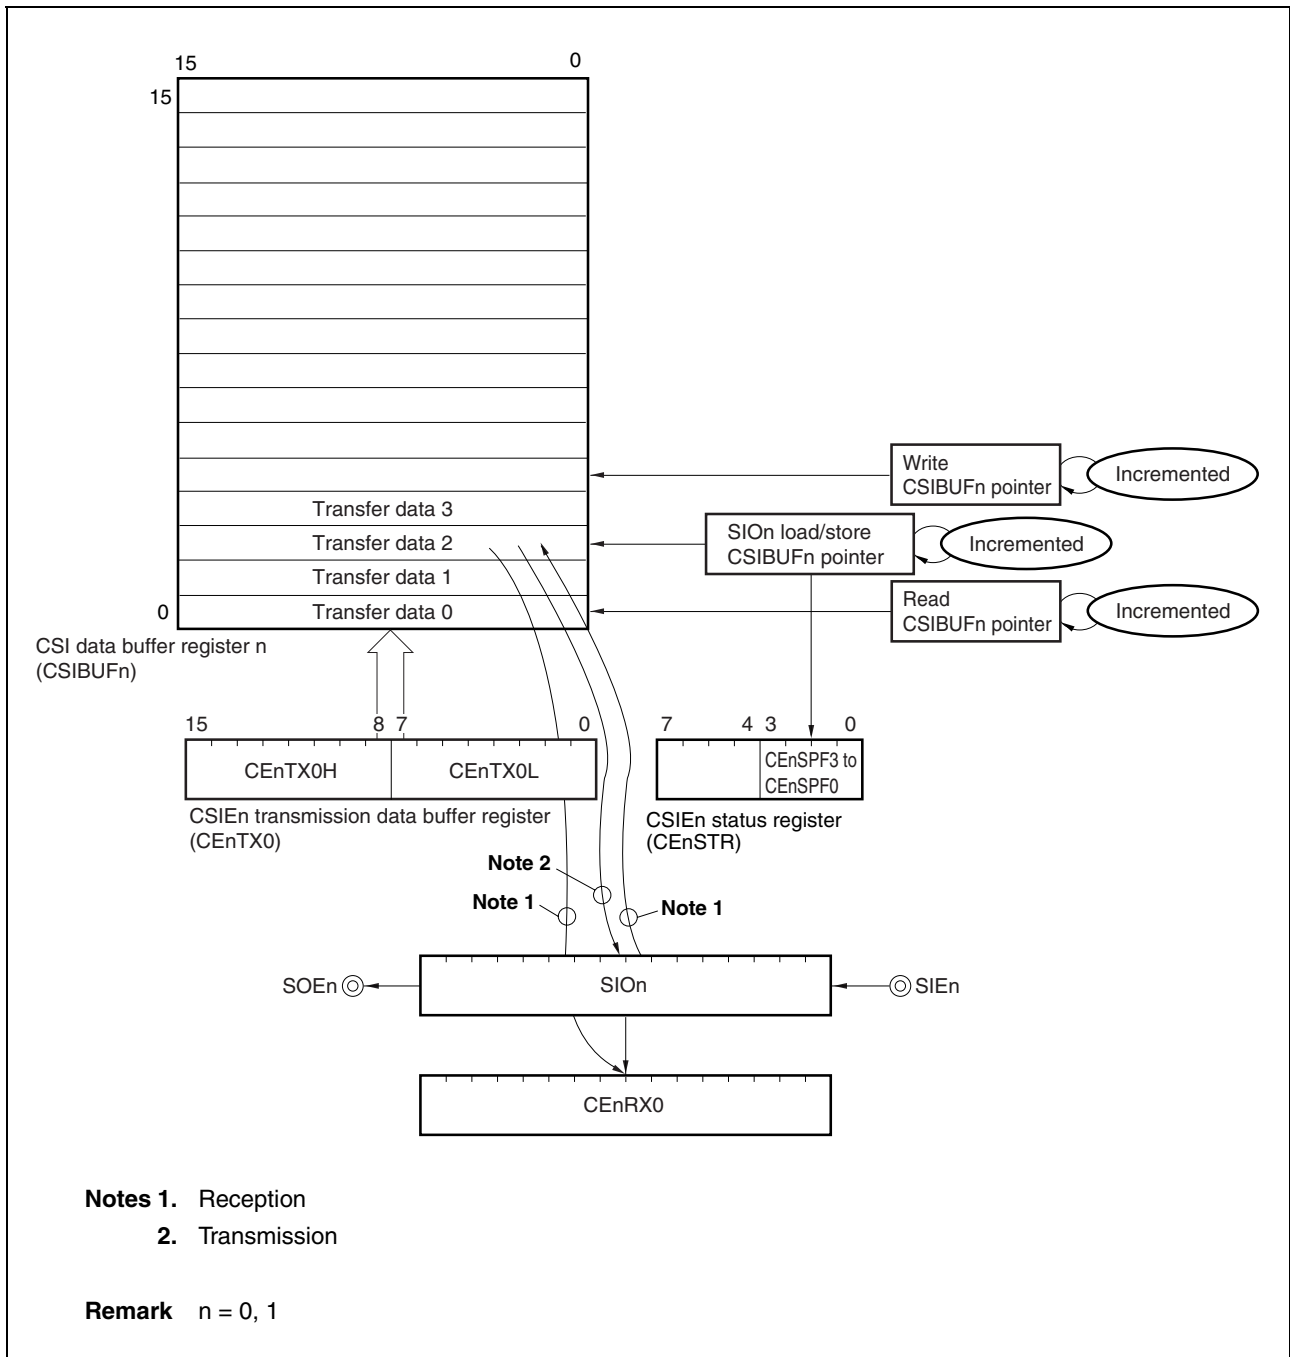 15 0
15
Transfer data 3
Transfer data 2
Transfer data 1
0 Transfer data 0
CSI data buffer register n
(CSIBUFn)
Write
CSIBUFn pointer
Incremented
SIOn load/store
CSIBUFn pointer
Incremented
Read
CSIBUFn pointer
Incremented
15 8 7 0
CEnTX0H CEnTX0L
CSIEn transmission data buffer register
(CEnTX0)
7 4 3 0
CEnSPF3 to
CEnSPF0
CSIEn status register
(CEnSTR)
Note 2
Note 1
Note 1
SOEn SIOn SIEn
CEnRX0
Notes 1. Reception
2. Transmission
Remark n = 0, 1